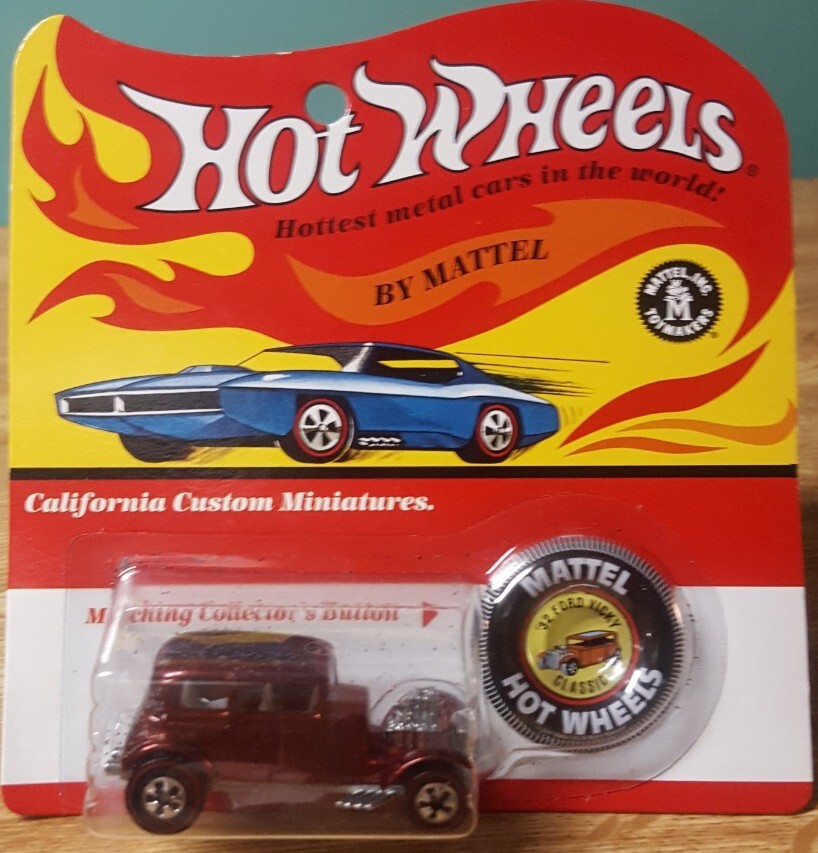 HOT WHEELS®
Hottest metal cars in the world!
BY MATTEL
MATTEL, INC.
M
TOYMAKERS®
California Custom Miniatures.
Matching Collector's Button
MATTEL
'32 FORD VICKY
CLASSIC
HOT WHEELS